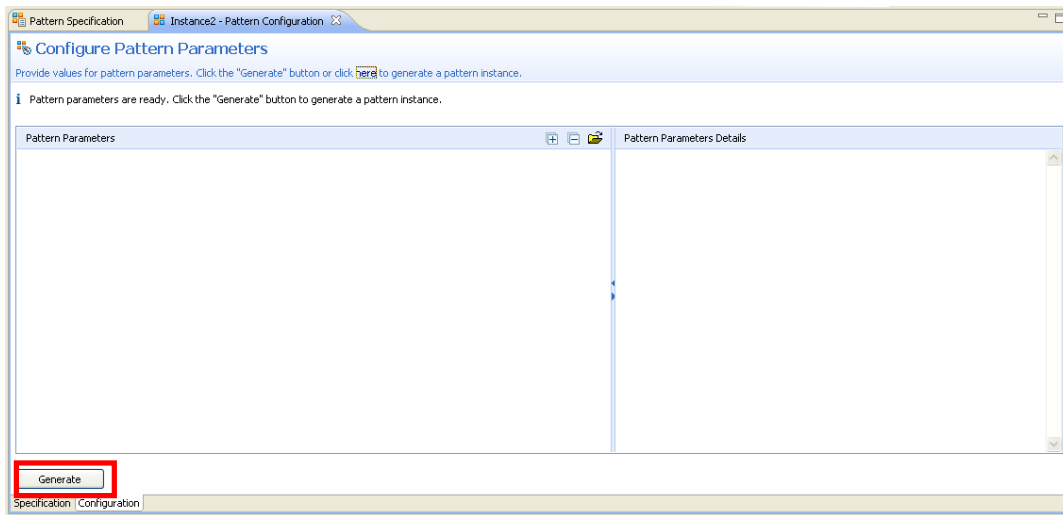 Pattern Specification Instance2 - Pattern Configuration
Configure Pattern Parameters
Provide values for pattern parameters. Click the "Generate" button or click here to generate a pattern instance.
i Pattern parameters are ready. Click the "Generate" button to generate a pattern instance.
Pattern Parameters Pattern Parameters Details
Generate
Specification Configuration